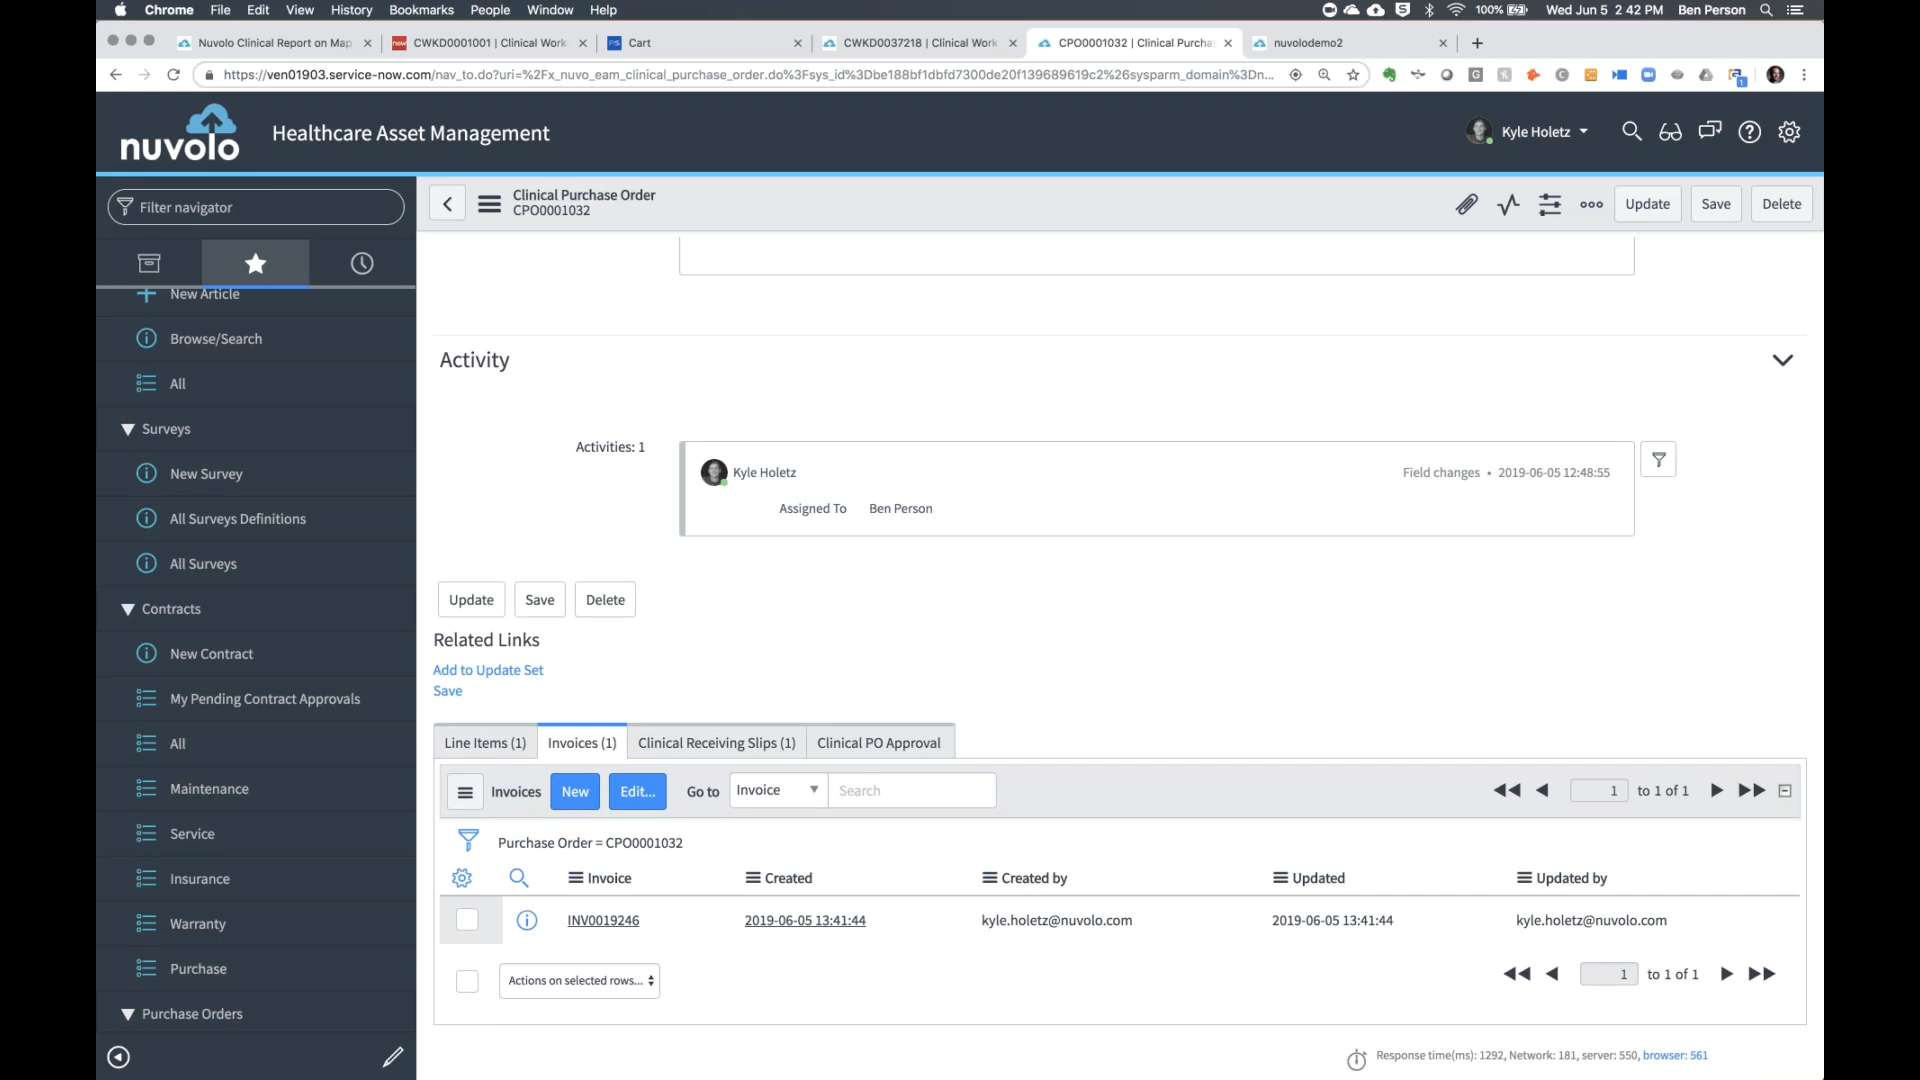 Chrome File Edit View History Bookmarks People Window Help 100% Wed Jun 5 2:42 PM Ben Person
Nuvolo Clinical Report on Map CWKD0001001 | Clinical Work Cart CWKD0037218 | Clinical Work CPO0001032 | Clinical Purcha nuvolodemo2
https://ven01903.service-now.com/nav_to.do?uri=%2Fx_nuvo_eam_clinical_purchase_order.do%3Fsys_id%3Dbe188bf1dbfd7300de20f139689619c2%26sysparm_domain%3Dn...
nuvolo Healthcare Asset Management Kyle Holetz
Filter navigator
Clinical Purchase Order
CPO0001032
Update Save Delete
New Article
Browse/Search
All
Surveys
New Survey
All Surveys Definitions
All Surveys
Contracts
New Contract
My Pending Contract Approvals
All
Maintenance
Service
Insurance
Warranty
Purchase
Purchase Orders
Activity
Activities: 1
Kyle Holetz Field changes • 2019-06-05 12:48:55
Assigned To Ben Person
Update Save Delete
Related Links
Add to Update Set
Save
Line Items (1) Invoices (1) Clinical Receiving Slips (1) Clinical PO Approval
Invoices New Edit... Go to Invoice Search 1 to 1 of 1
Purchase Order = CPO0001032
Invoice Created Created by Updated Updated by
INV0019246 2019-06-05 13:41:44 kyle.holetz@nuvolo.com 2019-06-05 13:41:44 kyle.holetz@nuvolo.com
Actions on selected rows... 1 to 1 of 1
Response time(ms): 1292, Network: 181, server: 550, browser: 561